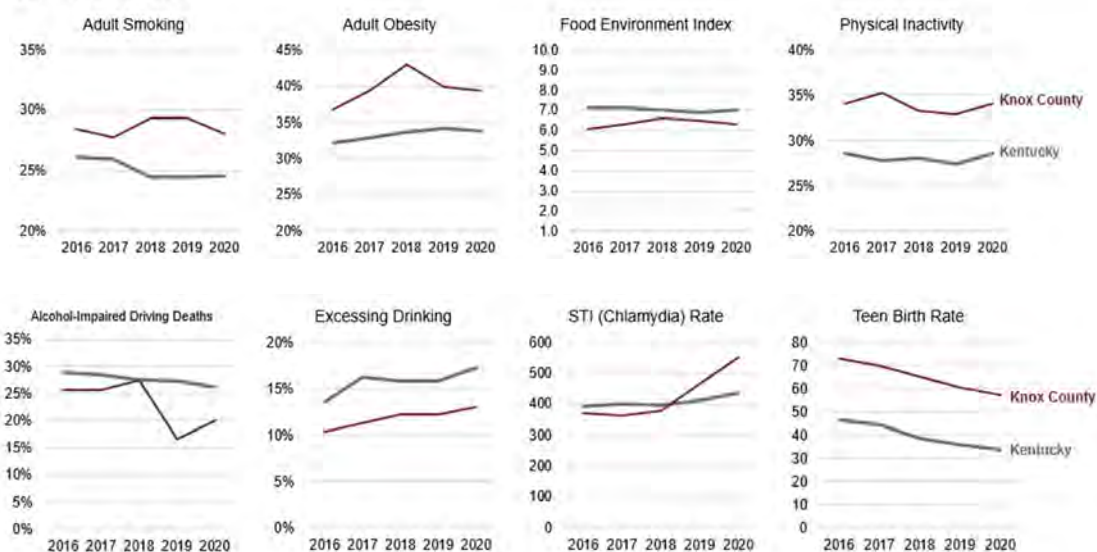 Adult Smoking
35%
30%
25%
20%
2016 2017 2018 2019 2020
Adult Obesity
45%
40%
35%
30%
25%
20%
2016 2017 2018 2019 2020
Food Environment Index
10.0
9.0
8.0
7.0
6.0
5.0
4.0
3.0
2.0
1.0
2016 2017 2018 2019 2020
Physical Inactivity
40%
35%
30%
25%
20%
2016 2017 2018 2019 2020
Knox County
Kentucky
Alcohol-Impaired Driving Deaths
35%
30%
25%
20%
15%
10%
5%
0%
2016 2017 2018 2019 2020
Excessing Drinking
20%
15%
10%
5%
0%
2016 2017 2018 2019 2020
STI (Chlamydia) Rate
600
500
400
300
200
100
0
2016 2017 2018 2019 2020
Teen Birth Rate
80
70
60
50
40
30
20
10
0
2016 2017 2018 2019 2020
Knox County
Kentucky